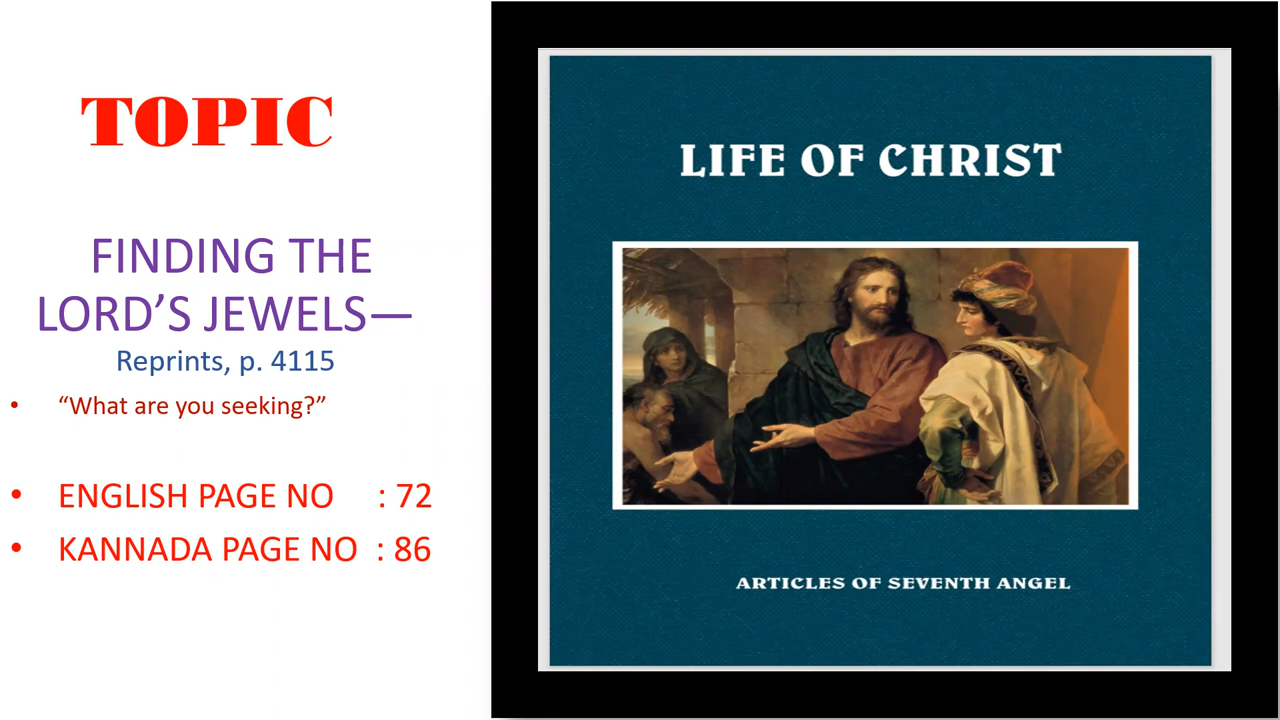 TOPIC
FINDING THE
LORD’S JEWELS—
Reprints, p. 4115
• “What are you seeking?”
• ENGLISH PAGE NO : 72
• KANNADA PAGE NO : 86
LIFE OF CHRIST
ARTICLES OF SEVENTH ANGEL